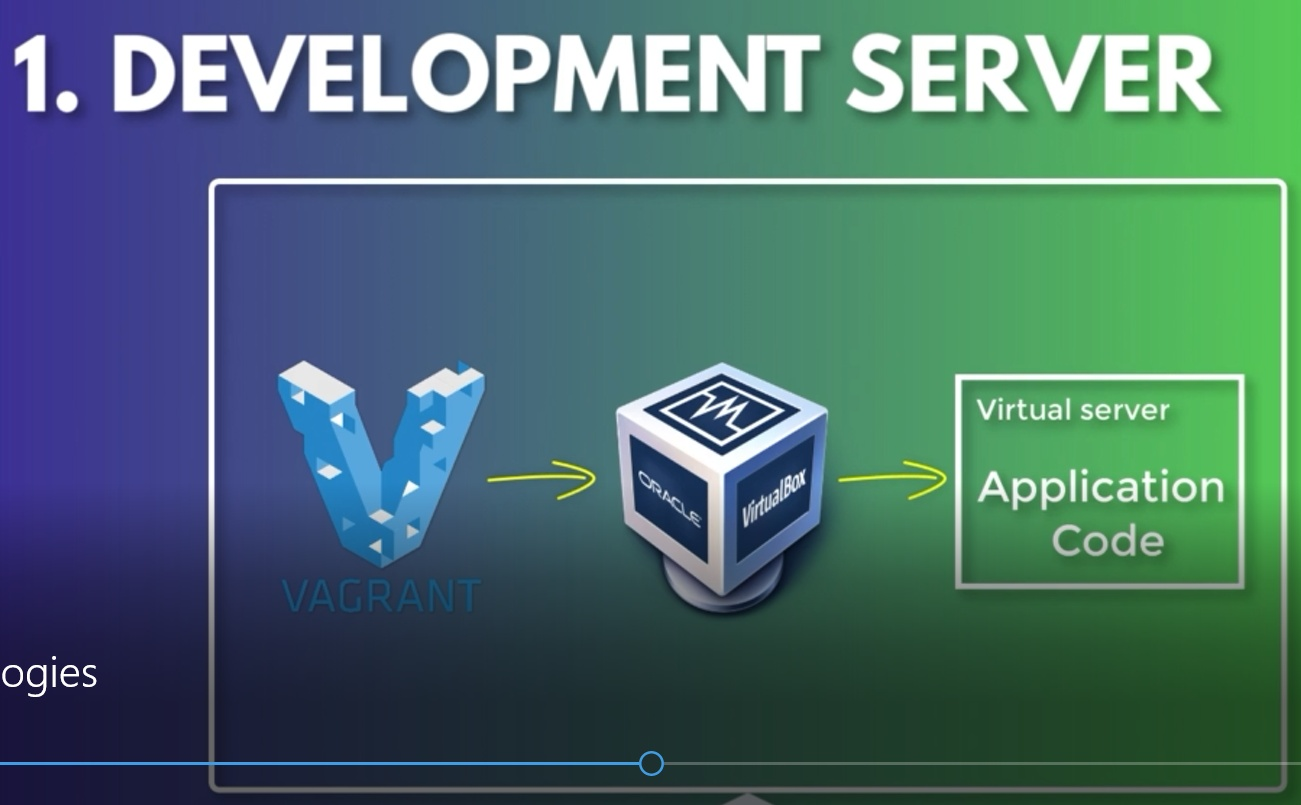 1. DEVELOPMENT SERVER
VAGRANT
ORACLE
VirtualBox
Virtual server
Application
Code
ogies